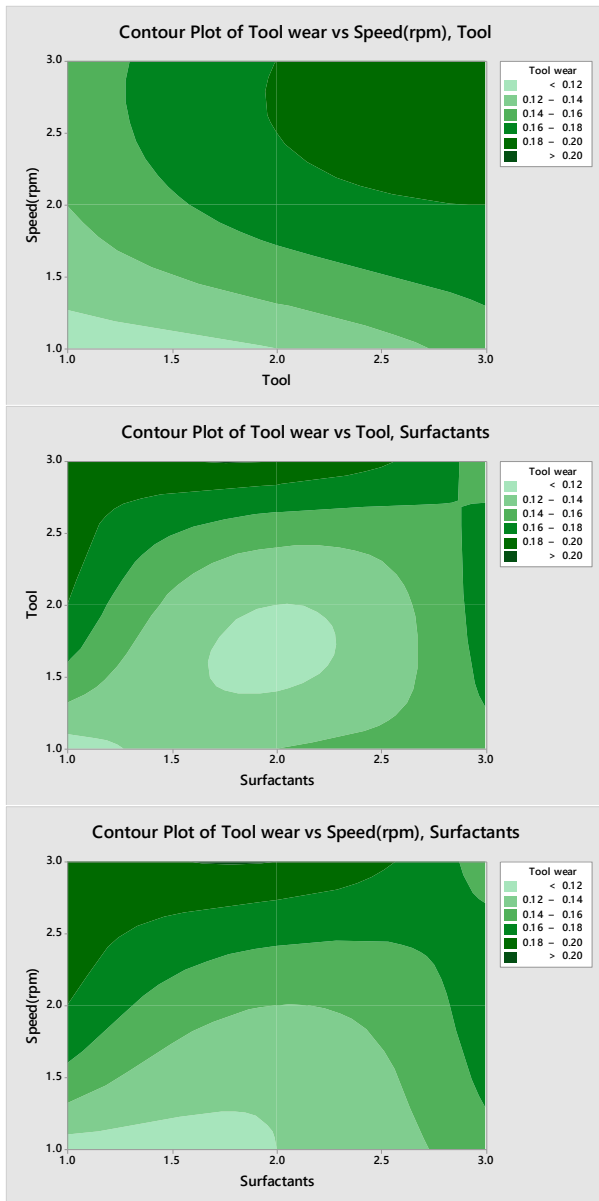 Contour Plot of Tool wear vs Speed(rpm), Tool
3.0
2.5
2.0
1.5
1.0
Speed(rpm)
1.0 1.5 2.0 2.5 3.0
Tool
Tool wear
< 0.12
0.12 – 0.14
0.14 – 0.16
0.16 – 0.18
0.18 – 0.20
> 0.20
Contour Plot of Tool wear vs Tool, Surfactants
3.0
2.5
2.0
1.5
1.0
Tool
1.0 1.5 2.0 2.5 3.0
Surfactants
Tool wear
< 0.12
0.12 – 0.14
0.14 – 0.16
0.16 – 0.18
0.18 – 0.20
> 0.20
Contour Plot of Tool wear vs Speed(rpm), Surfactants
3.0
2.5
2.0
1.5
1.0
Speed(rpm)
1.0 1.5 2.0 2.5 3.0
Surfactants
Tool wear
< 0.12
0.12 – 0.14
0.14 – 0.16
0.16 – 0.18
0.18 – 0.20
> 0.20